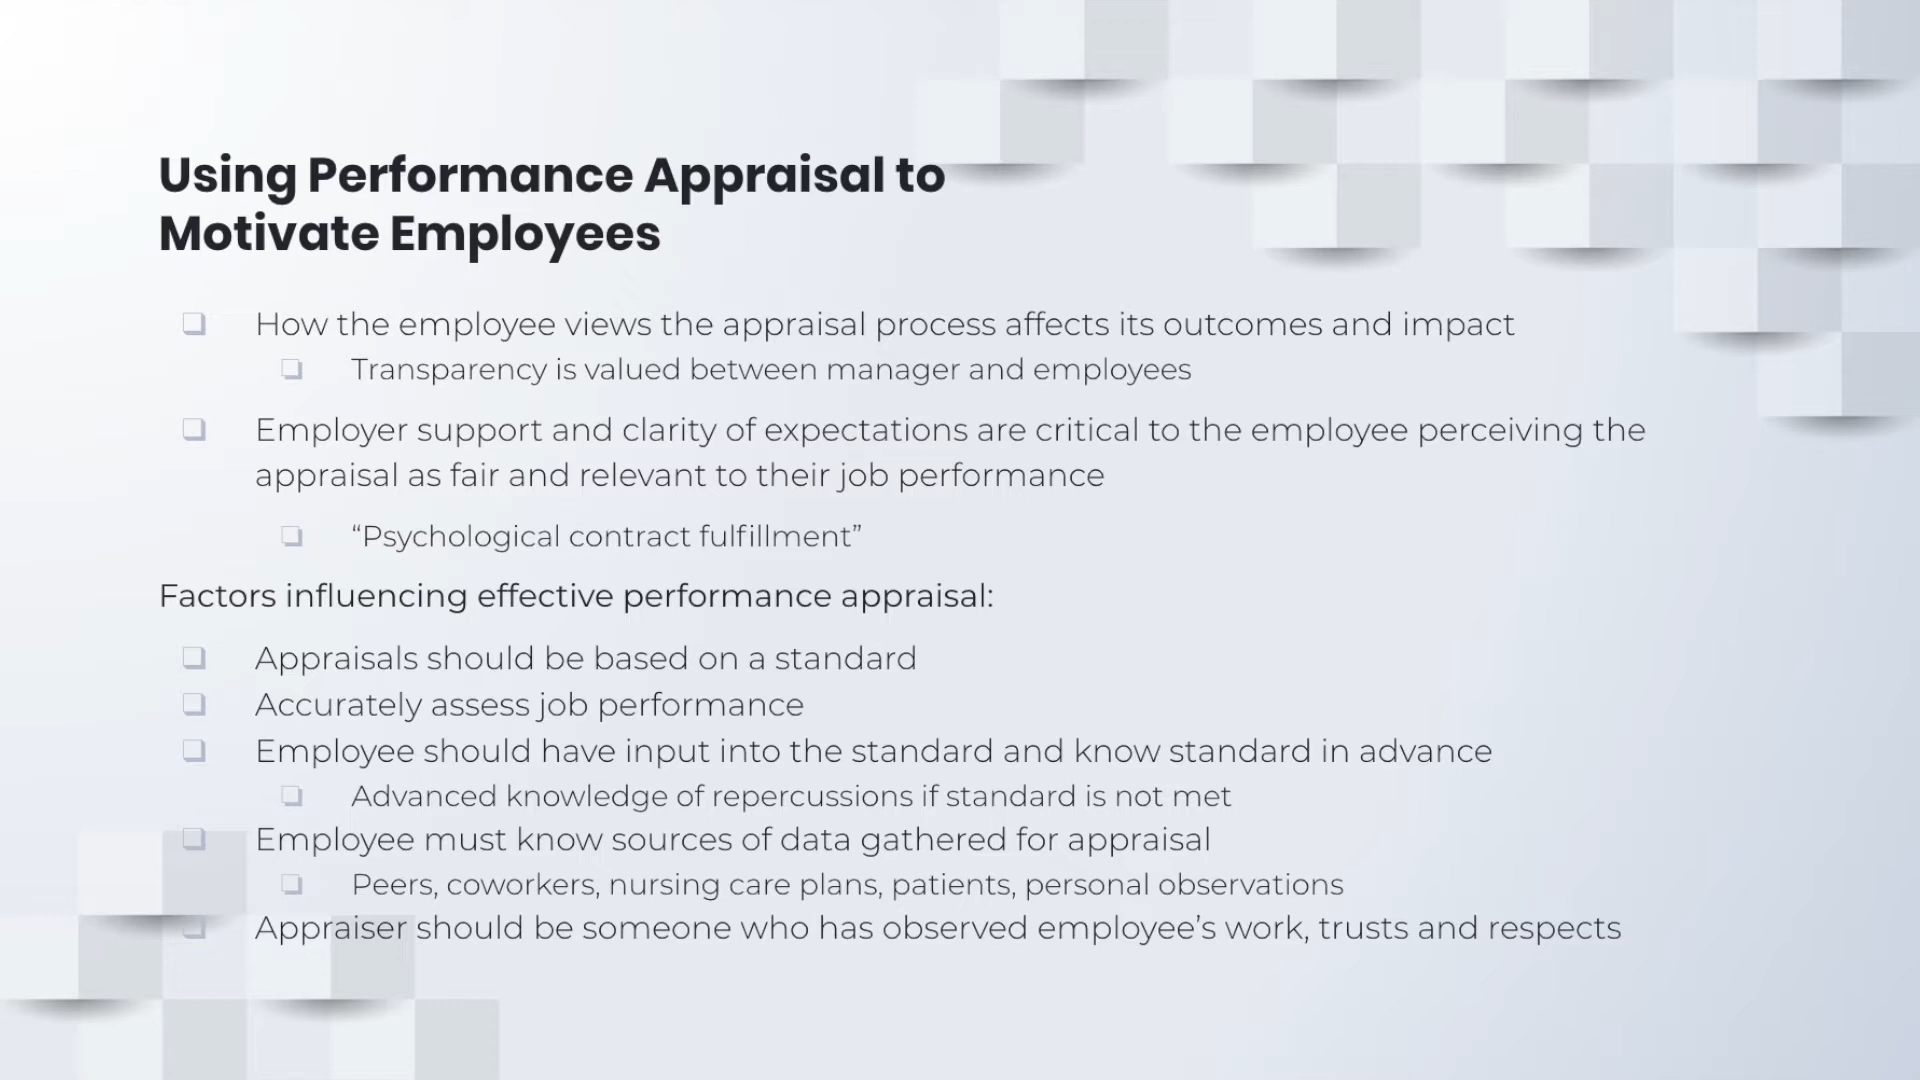 Using Performance Appraisal to
Motivate Employees
How the employee views the appraisal process affects its outcomes and impact
Transparency is valued between manager and employees
Employer support and clarity of expectations are critical to the employee perceiving the
appraisal as fair and relevant to their job performance
“Psychological contract fulfillment”
Factors influencing effective performance appraisal:
Appraisals should be based on a standard
Accurately assess job performance
Employee should have input into the standard and know standard in advance
Advanced knowledge of repercussions if standard is not met
Employee must know sources of data gathered for appraisal
Peers, coworkers, nursing care plans, patients, personal observations
Appraiser should be someone who has observed employee’s work, trusts and respects